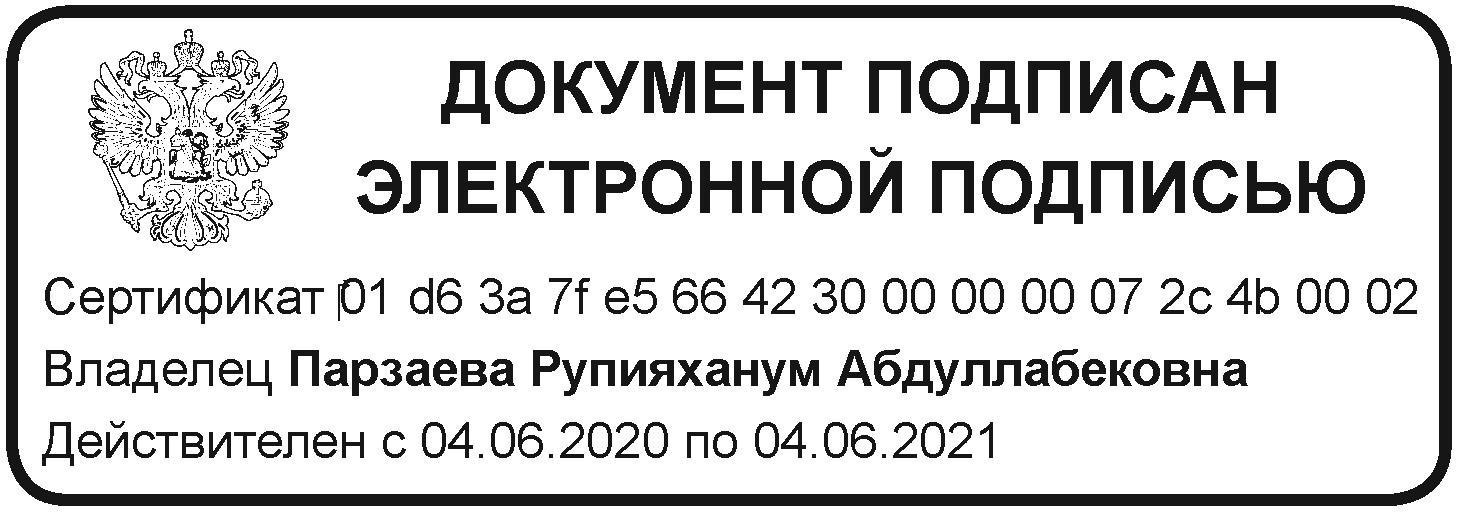 ДОКУМЕНТ ПОДПИСАН
ЭЛЕКТРОННОЙ ПОДПИСЬЮ
Сертификат 01 d6 3a 7f e5 66 42 30 00 00 00 07 2c 4b 00 02
Владелец Парзаева Рупияханум Абдуллабековна
Действителен с 04.06.2020 по 04.06.2021